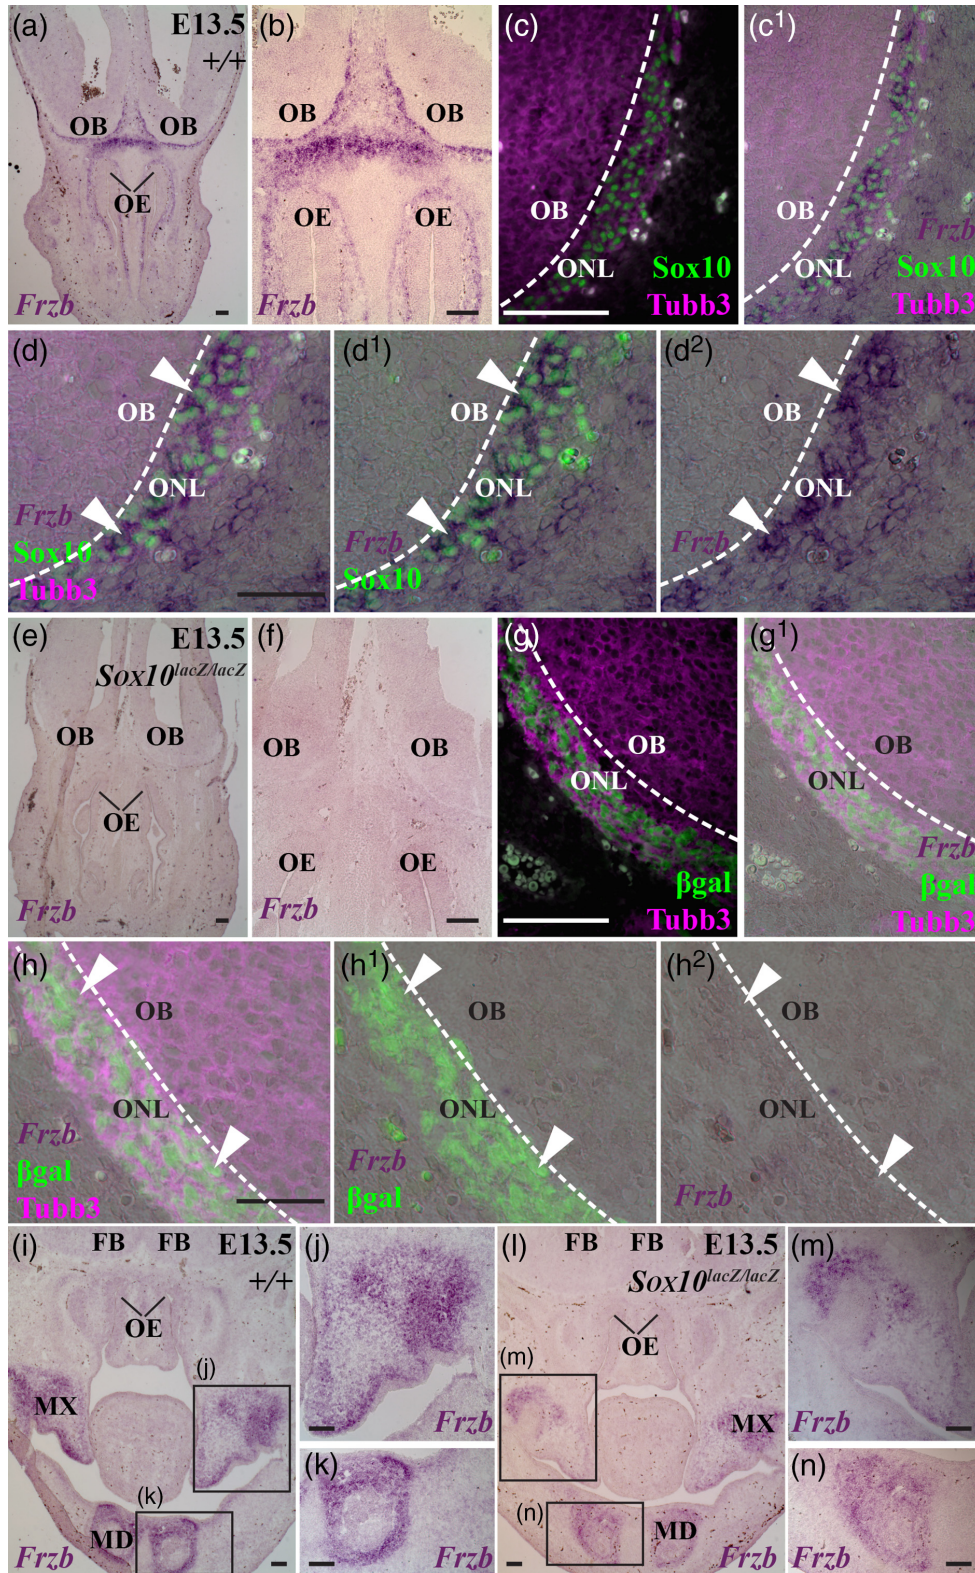 (a) E13.5
+/+
OB OB
OE
Frzb
(b)
OB OB
OE OE
Frzb
(c)
OB
ONL
Sox10
Tubb3
(c1)
OB
ONL
Frzb
Sox10
Tubb3
(d)
OB
ONL
Frzb
Sox10
Tubb3
(d1)
OB
ONL
Frzb
Sox10
(d2)
OB
ONL
Frzb
(e) E13.5
Sox10lacZ/lacZ
OB OB
OE
Frzb
(f)
OB OB
OE OE
Frzb
(g)
OB
ONL
βgal
Tubb3
(g1)
OB
ONL
Frzb
βgal
Tubb3
(h)
OB
ONL
Frzb
βgal
Tubb3
(h1)
OB
ONL
Frzb
βgal
(h2)
OB
ONL
Frzb
(i) FB FB E13.5
+/+
OE
(j)
MX
(k)
MD
Frzb
(j)
Frzb
(k)
Frzb
(l) FB FB E13.5
Sox10lacZ/lacZ
OE
(m)
MX
(n)
MD
Frzb
(m)
Frzb
(n)
Frzb